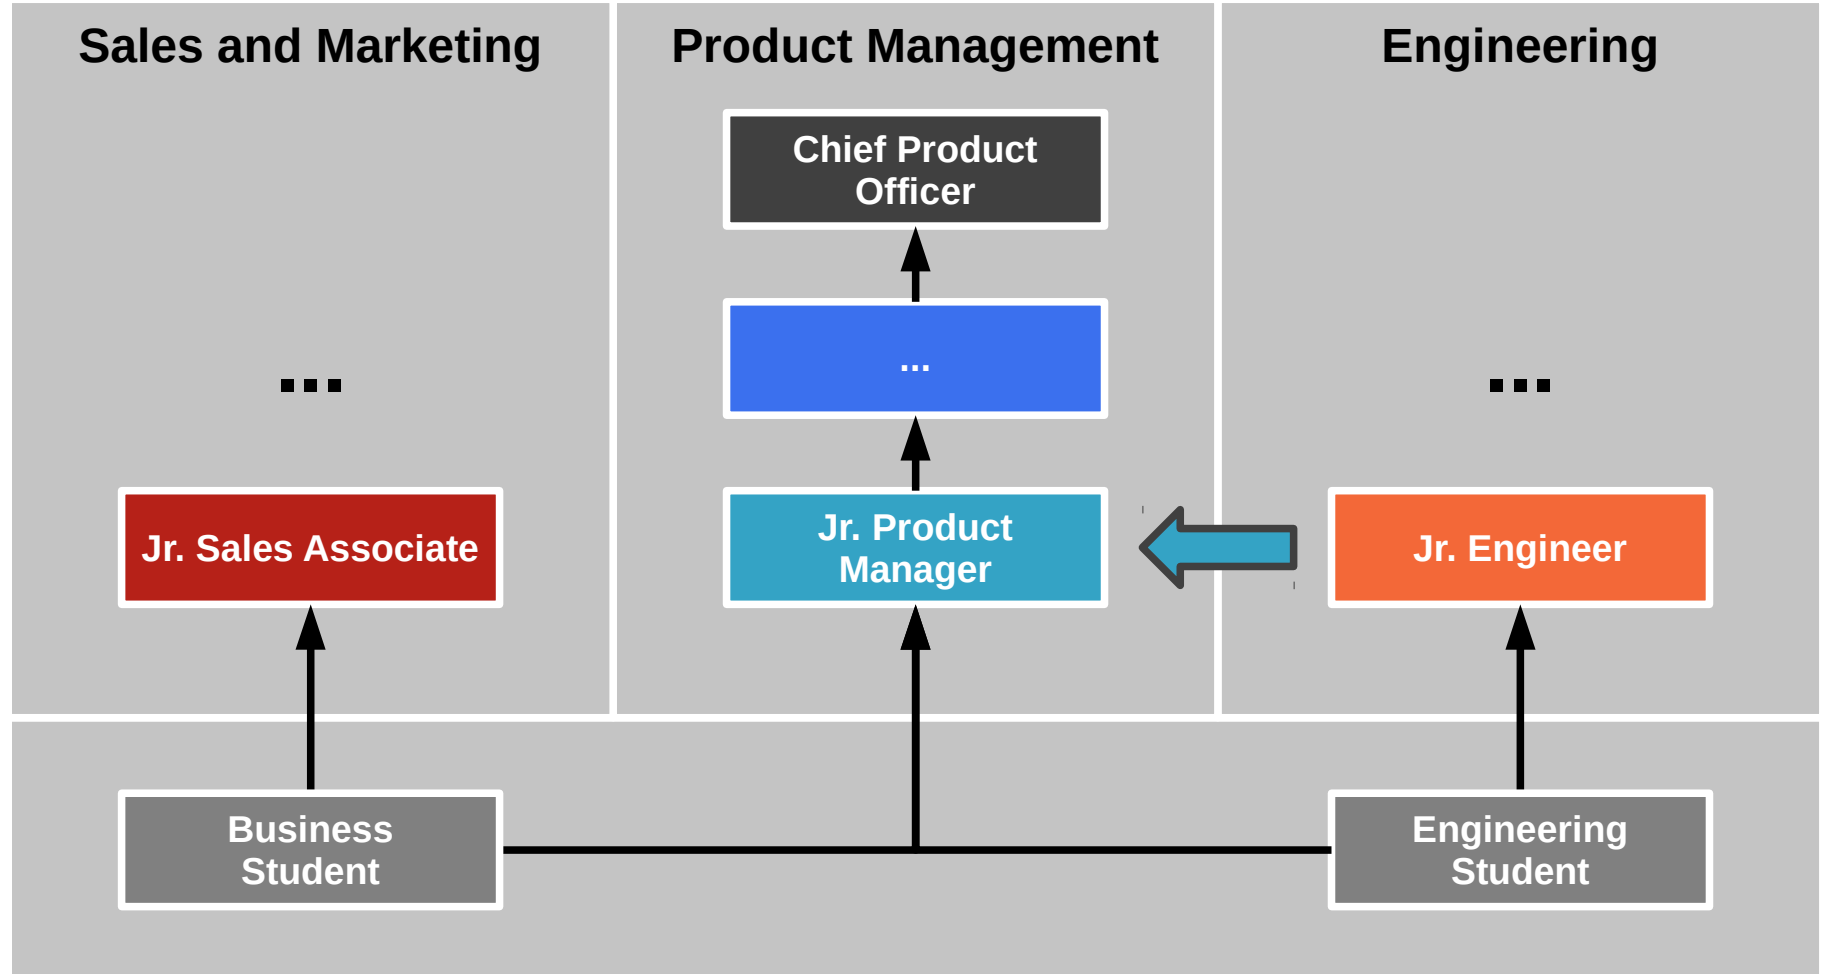 Sales and Marketing
Product Management
Engineering
Chief Product
Officer
...
...
...
Jr. Sales Associate
Jr. Product
Manager
Jr. Engineer
Business
Student
Engineering
Student